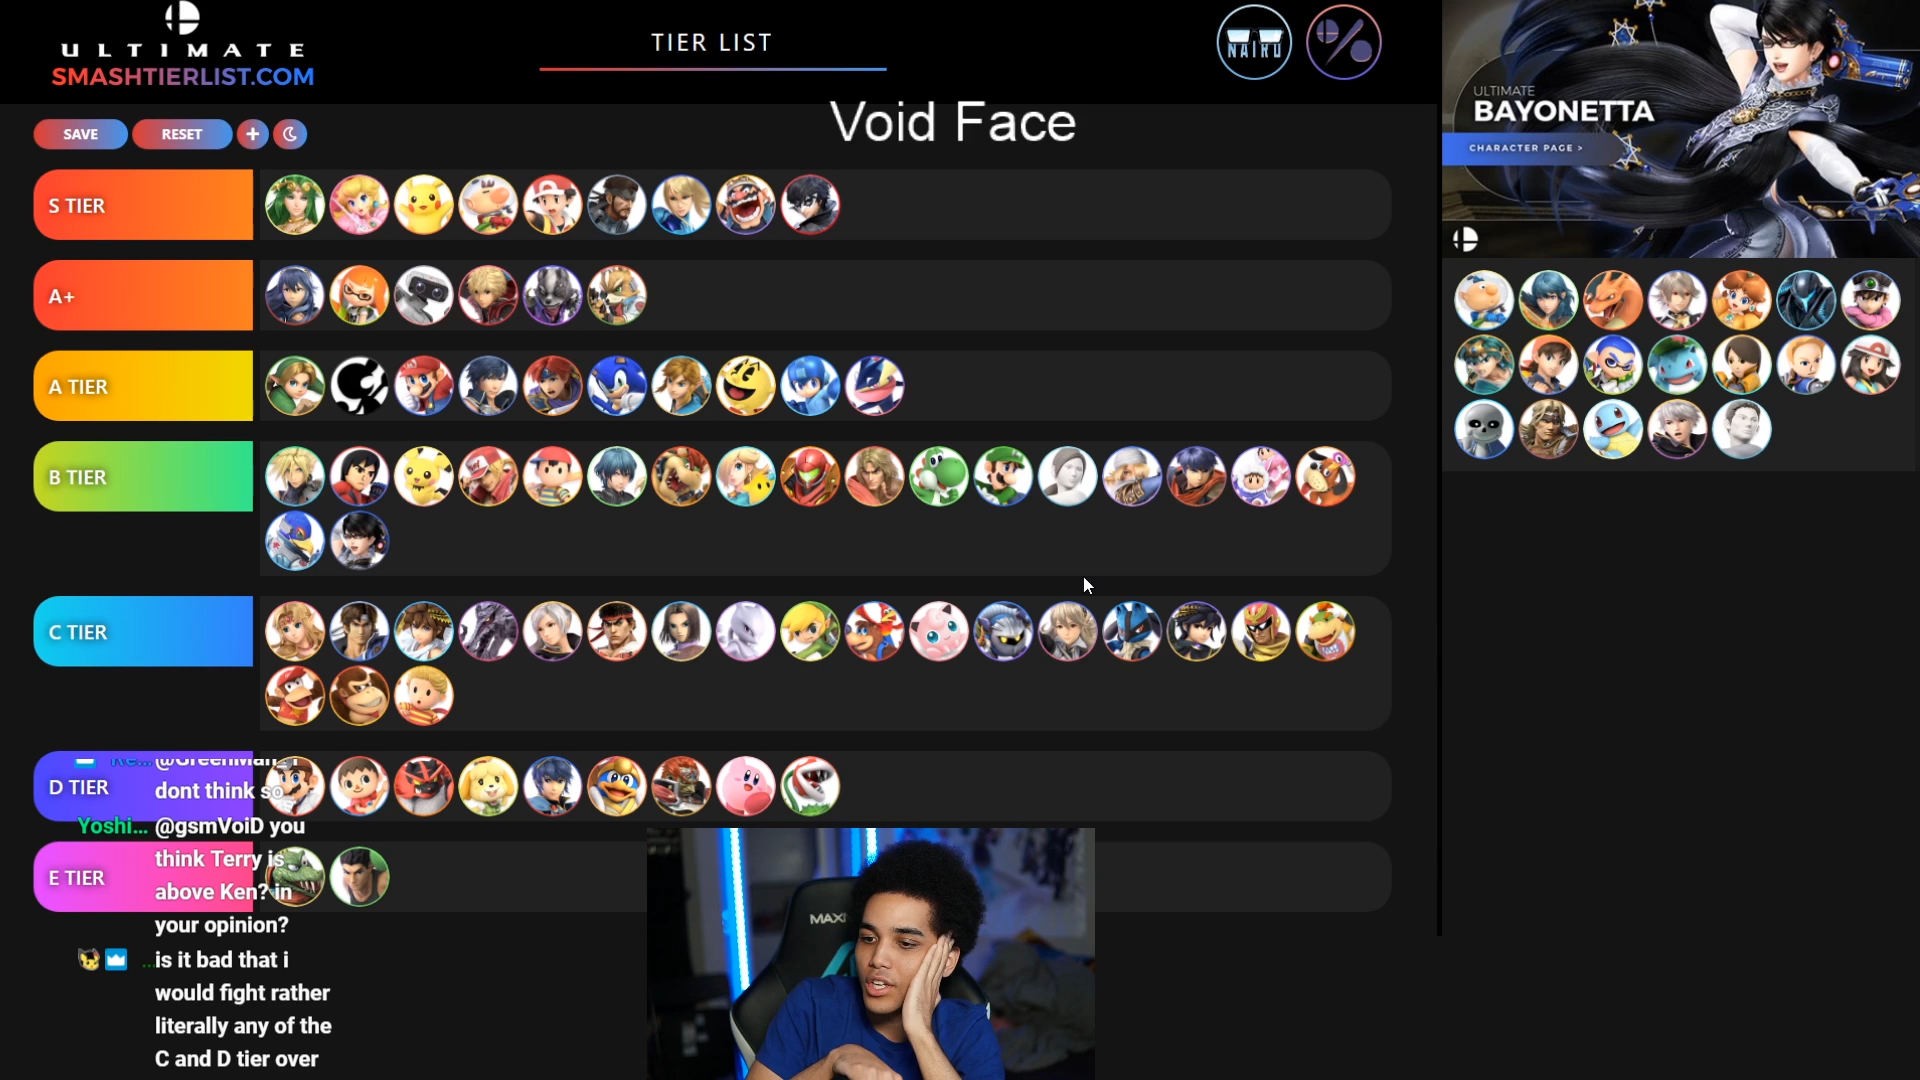 ULTIMATE
SMASHTIERLIST.COM
TIER LIST
NAIRU
ULTIMATE
BAYONETTA
CHARACTER PAGE >
Void Face
SAVE
RESET
+
S TIER
A+
A TIER
B TIER
C TIER
D TIER
@GreenMan_
dont think so
Yoshi... @gsmVoiD you
think Terry is
above Ken? in
your opinion?
E TIER
...is it bad that i
would fight rather
literally any of the
C and D tier over
MAX